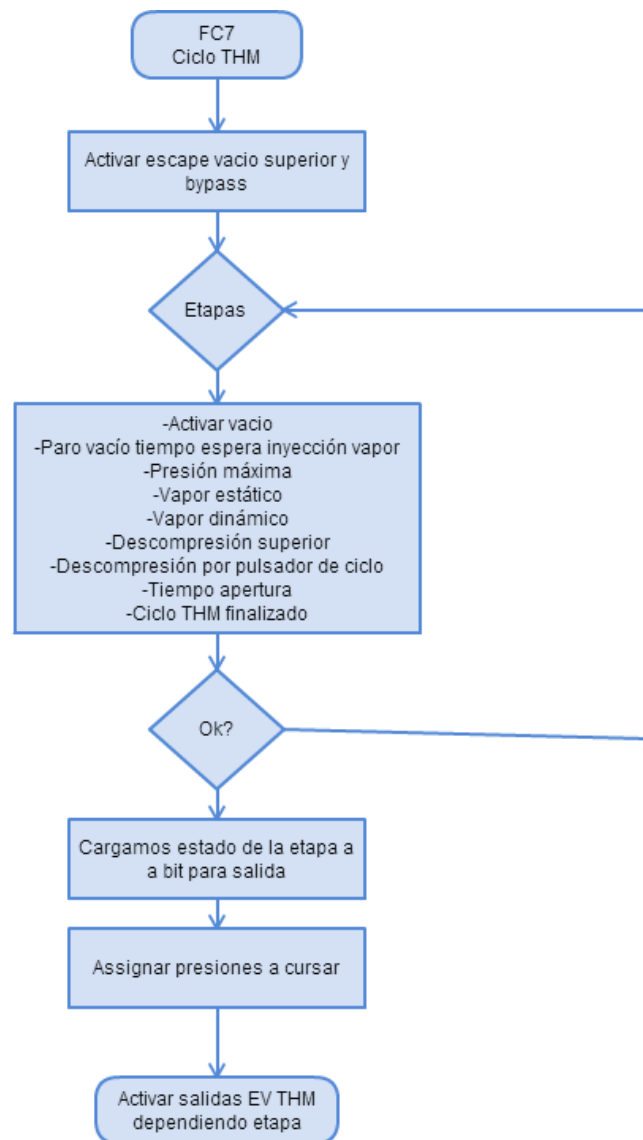 FC7
Ciclo THM
Activar escape vacio superior y
bypass
Etapas
-Activar vacio
-Paro vacío tiempo espera inyección vapor
-Presión máxima
-Vapor estático
-Vapor dinámico
-Descompresión superior
-Descompresión por pulsador de ciclo
-Tiempo apertura
-Ciclo THM finalizado
Ok?
Cargamos estado de la etapa a
a bit para salida
Assignar presiones a cursar
Activar salidas EV THM
dependiendo etapa